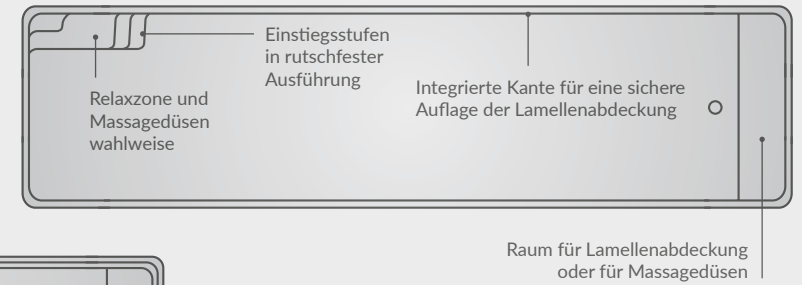 Einstiegsstufen
in rutschfester
Ausführung
Relaxzone und
Massagedüsen
wahlweise
Integrierte Kante für eine sichere
Auflage der Lamellenabdeckung
Raum für Lamellenabdeckung
oder für Massagedüsen